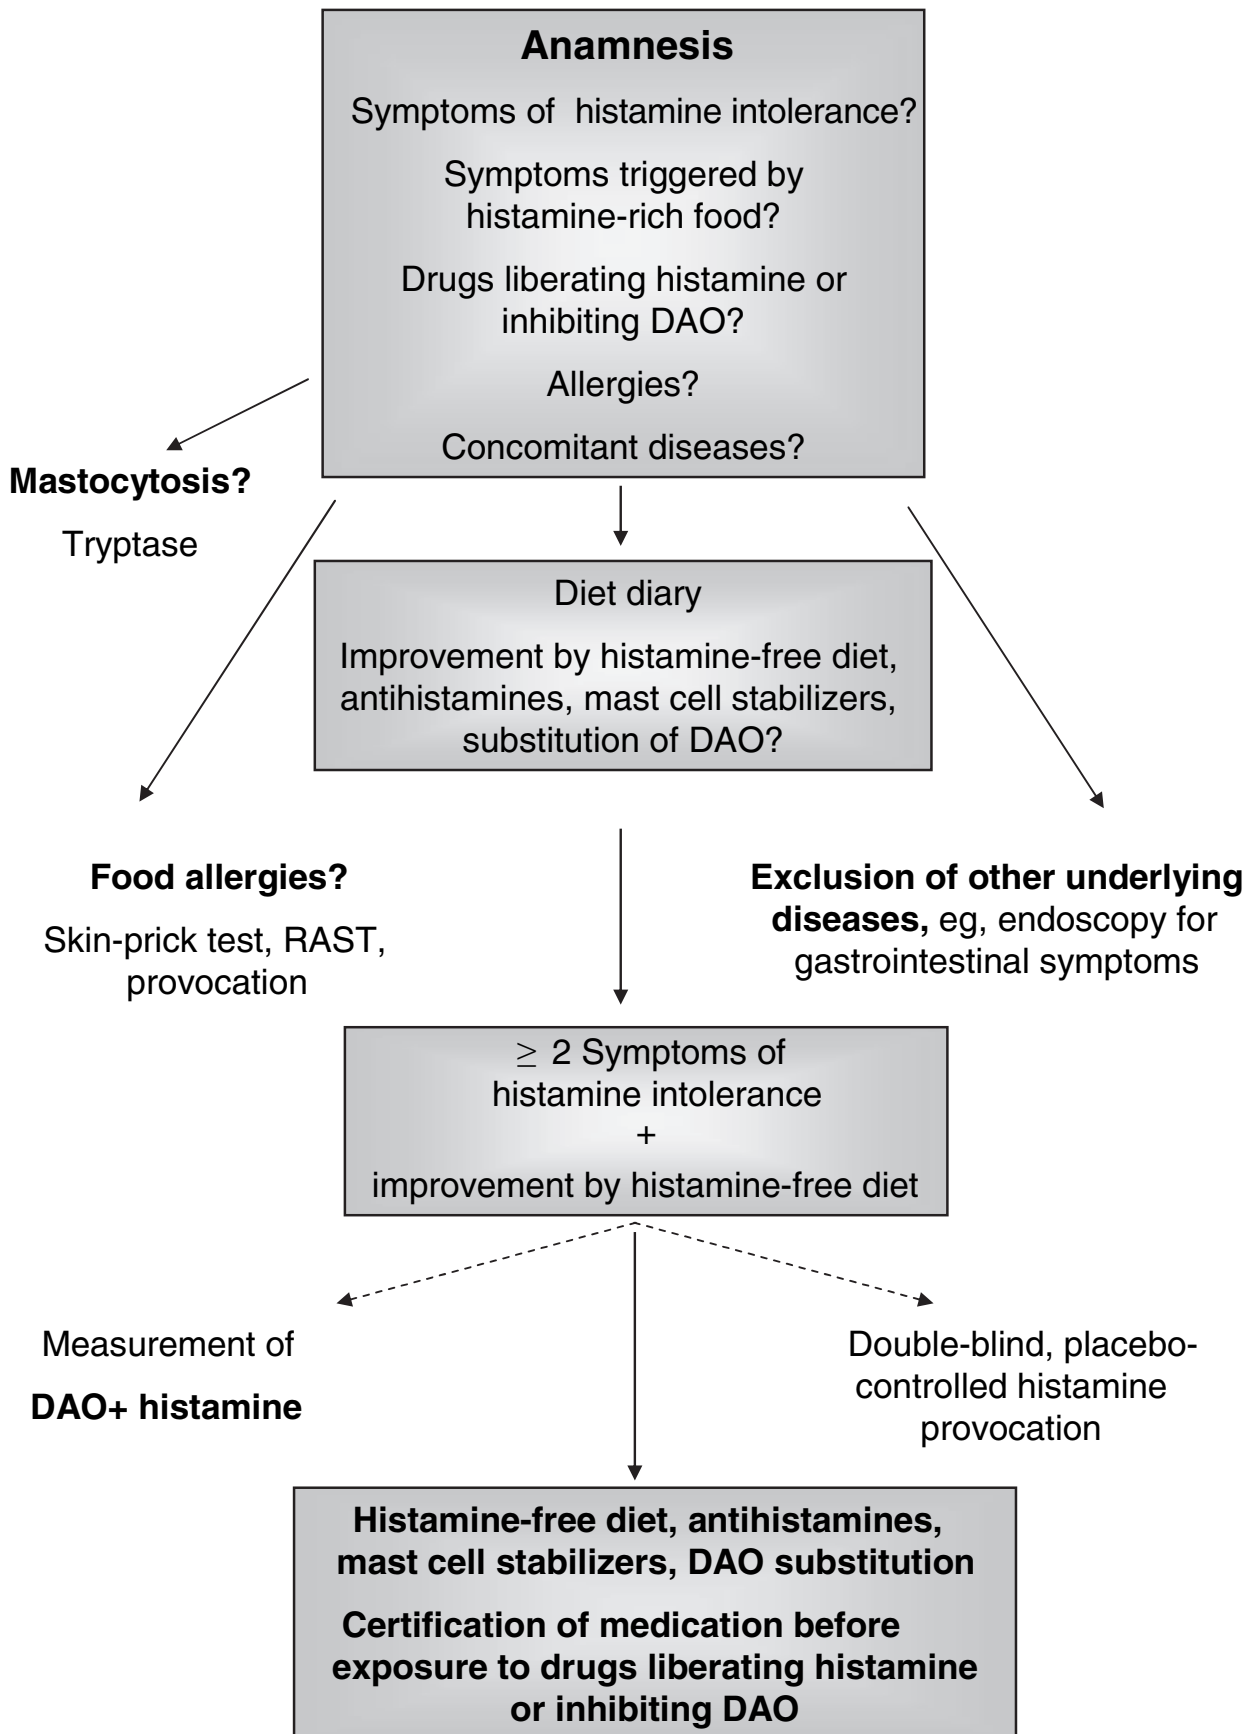 Anamnesis
Symptoms of histamine intolerance?
Symptoms triggered by
histamine-rich food?
Drugs liberating histamine or
inhibiting DAO?
Allergies?
Concomitant diseases?
Mastocytosis?
Tryptase
Diet diary
Improvement by histamine-free diet,
antihistamines, mast cell stabilizers,
substitution of DAO?
Food allergies?
Skin-prick test, RAST,
provocation
Exclusion of other underlying
diseases, eg, endoscopy for
gastrointestinal symptoms
≥ 2 Symptoms of
histamine intolerance
+
improvement by histamine-free diet
Measurement of
DAO+ histamine
Double-blind, placebo-
controlled histamine
provocation
Histamine-free diet, antihistamines,
mast cell stabilizers, DAO substitution
Certification of medication before
exposure to drugs liberating histamine
or inhibiting DAO